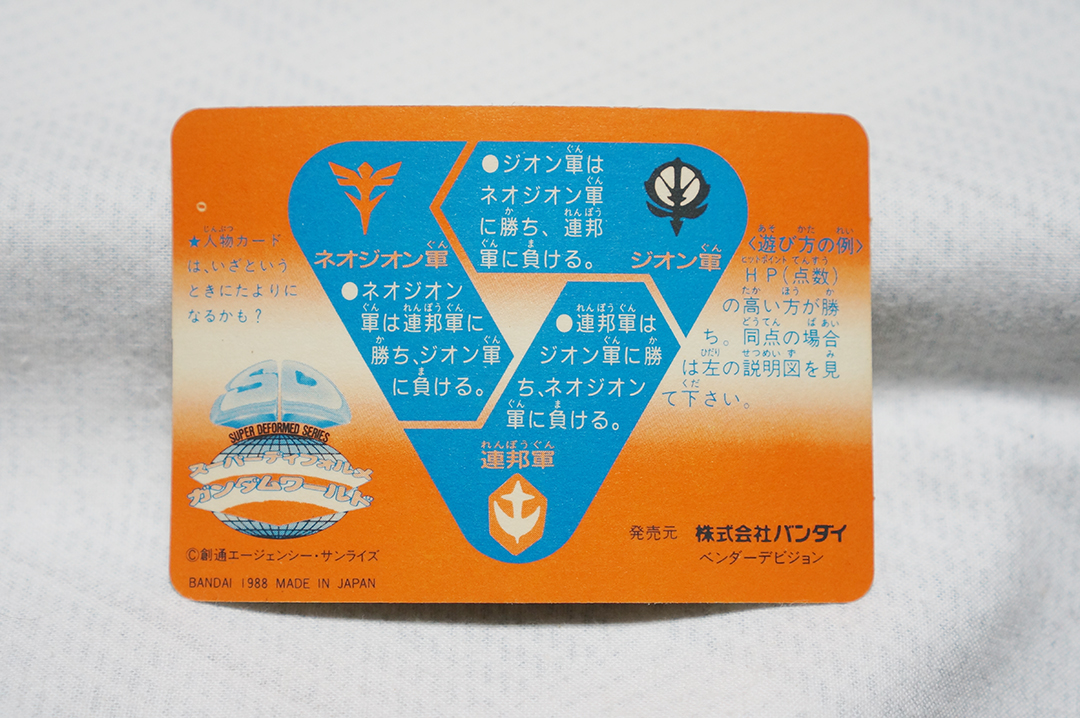 ●ジオン軍は
ネオジオン軍
に勝ち、連邦
軍に負ける。
ネオジオン軍
ジオン軍
●ネオジオン
軍は連邦軍に
勝ち、ジオン軍
に負ける。
●連邦軍は
ジオン軍に勝
ち、ネオジオン
軍に負ける。
連邦軍
★人物カード
は、いざという
ときにたよりに
なるかも?
〈遊び方の例〉
HP(点数)
の高い方が勝
ち。同点の場合
は左の説明図を見
て下さい。
SD
SUPER DEFORMED SERIES
スーパーディフォルメ
ガンダムワールド
©創通エージェンシー・サンライズ
BANDAI 1988 MADE IN JAPAN
発売元 株式会社バンダイ
ベンダーデビジョン